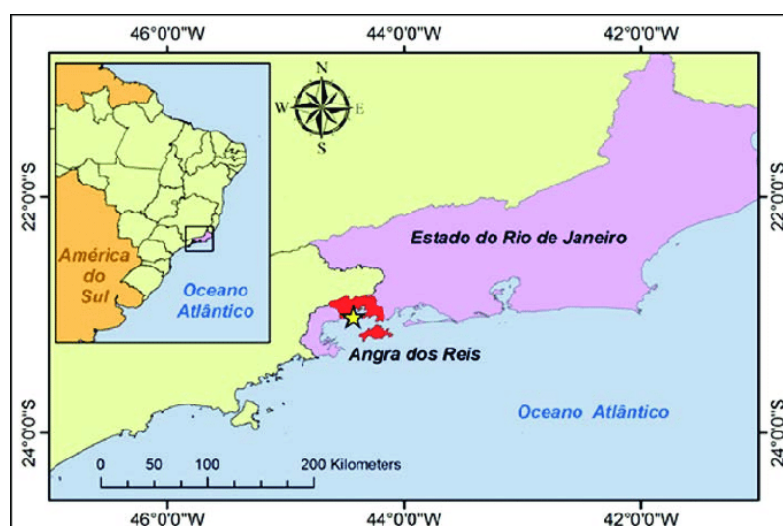 46°0'0"W 44°0'0"W 42°0'0"W
N
W E
S
22°0'0"S
22°0'0"S
Estado do Rio de Janeiro
América
do
Sul
Oceano
Atlântico
Angra dos Reis
Oceano Atlântico
24°0'0"S
24°0'0"S
0 50 100 200 Kilometers
46°0'0"W 44°0'0"W 42°0'0"W